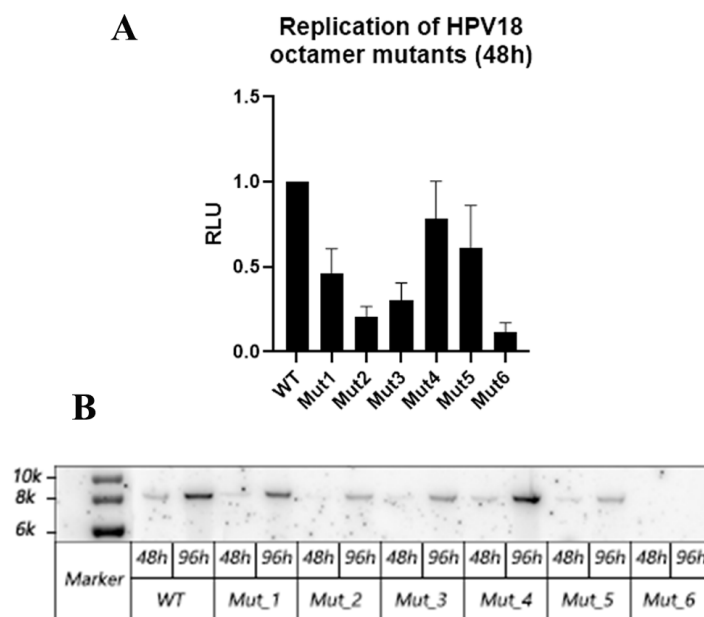 A
Replication of HPV18
octamer mutants (48h)
1.5
1.0
0.5
0.0
RLU
WT
Mut1
Mut2
Mut3
Mut4
Mut5
Mut6
B
10k
8k
6k
Marker
48h 96h 48h 96h 48h 96h 48h 96h 48h 96h 48h 96h 48h 96h
WT Mut_1 Mut_2 Mut_3 Mut_4 Mut_5 Mut_6